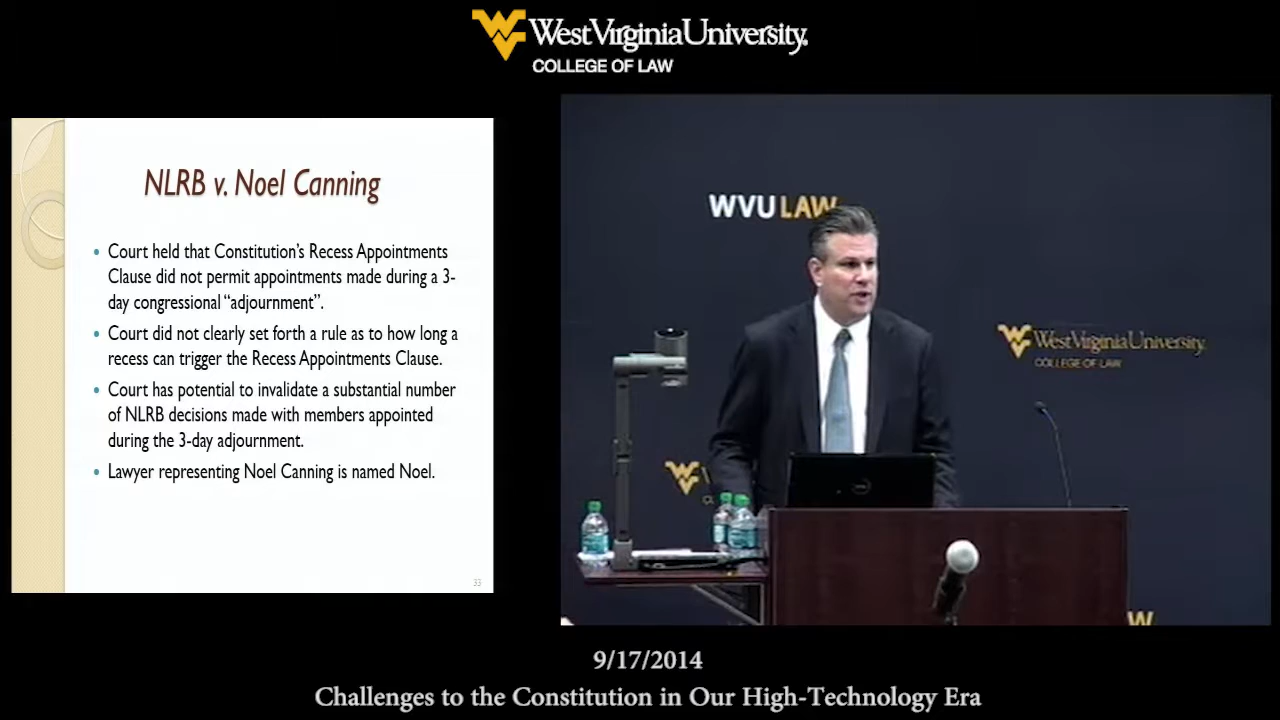 West Virginia University.
COLLEGE OF LAW
NLRB v. Noel Canning
• Court held that Constitution's Recess Appointments
Clause did not permit appointments made during a 3-
day congressional "adjournment".
• Court did not clearly set forth a rule as to how long a
recess can trigger the Recess Appointments Clause.
• Court has potential to invalidate a substantial number
of NLRB decisions made with members appointed
during the 3-day adjournment.
• Lawyer representing Noel Canning is named Noel.
33
WVULAW
West Virginia University.
COLLEGE OF LAW
9/17/2014
Challenges to the Constitution in Our High-Technology Era